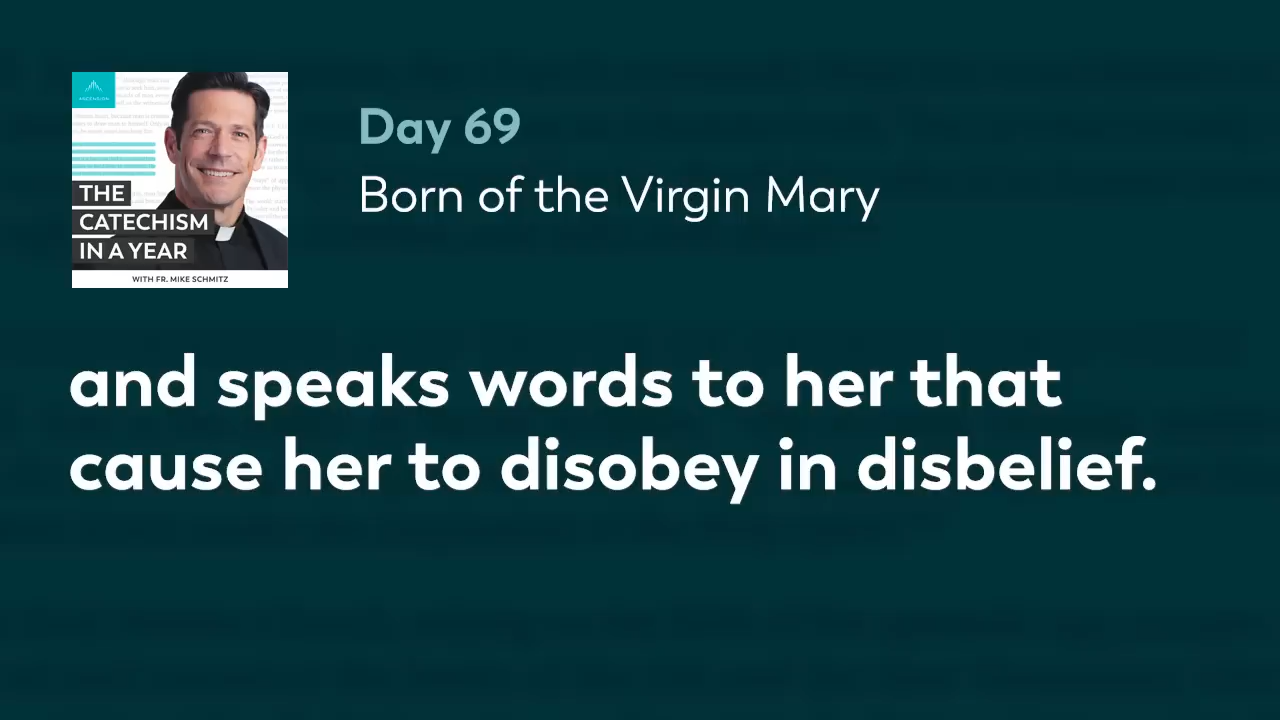 ASCENSION
THE
CATECHISM
IN A YEAR
WITH FR. MIKE SCHMITZ
Day 69
Born of the Virgin Mary
and speaks words to her that
cause her to disobey in disbelief.